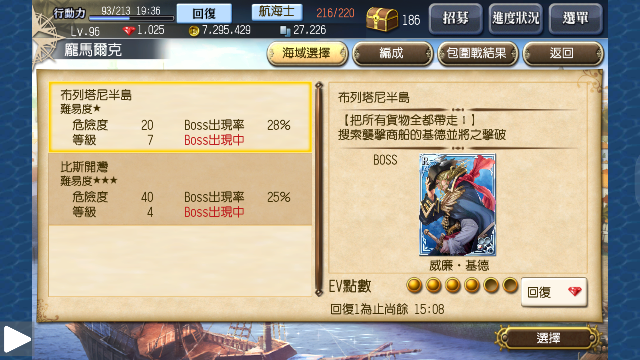 行動力 93/213 19:36 回復 航海士 216/220 186 招募 進度狀況 選單
Lv.96 1.025 7.295.429 27.226
龐馬爾克 海域選擇 編成 包圍戰結果 返回
布列塔尼半島
難易度★
危險度 20 Boss出現率 28%
等級 7 Boss出現中
比斯開灣
難易度★★★
危險度 40 Boss出現率 25%
等級 4 Boss出現中
布列塔尼半島
【把所有貨物全都帶走！】
搜索襲擊商船的基德並將之擊破
BOSS
威廉·基德
EV點數 回復
回復1為止尚餘 15:08
選擇